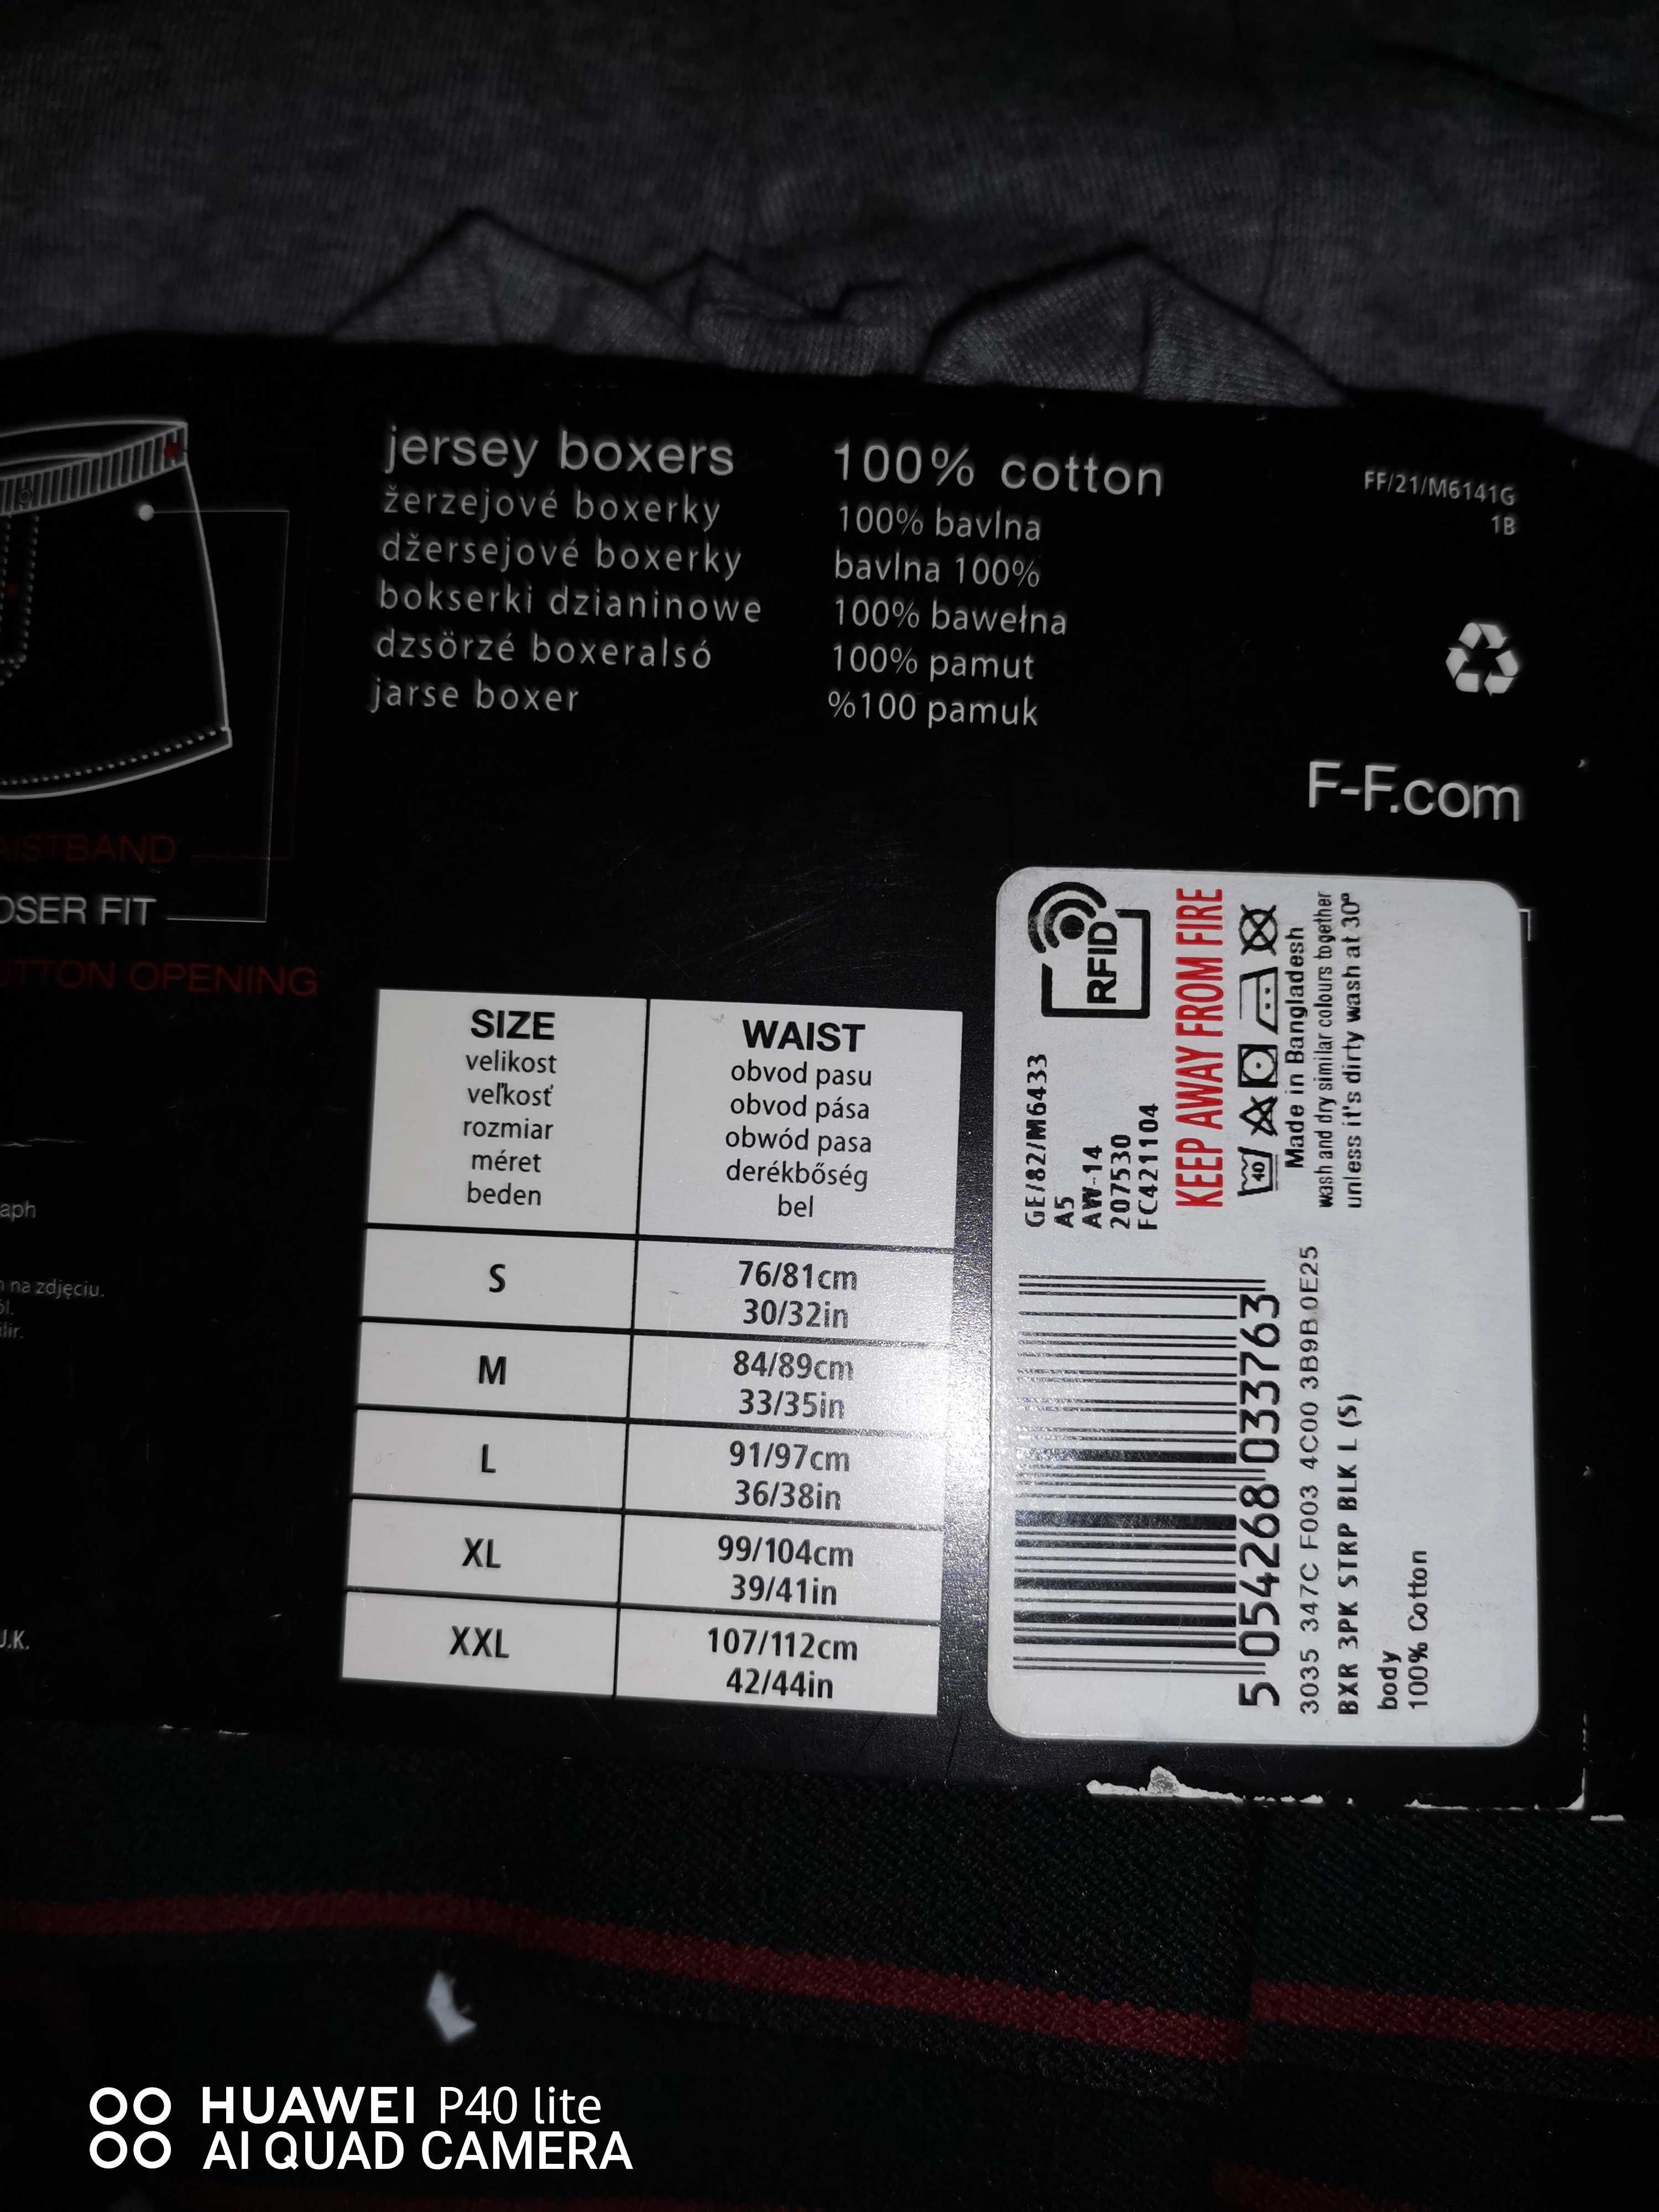 jersey boxers
žerzejové boxerky
džersejové boxerky
bokserki dzianinowe
dzsörzé boxeralsó
jarse boxer
100% cotton
100% bavlna
bavlna 100%
100% bawełna
100% pamut
%100 pamuk
FF/21/M6141G
1B
F-F.com
FIT
OPENING
na zdjęciu.
U.K.
SIZE
velikost
veľkosť
rozmiar
méret
beden
WAIST
obvod pasu
obvod pása
obwód pasa
derékbőség
bel
S
76/81cm
30/32in
M
84/89cm
33/35in
L
91/97cm
36/38in
XL
99/104cm
39/41in
XXL
107/112cm
42/44in
RFID
GE/82/M6433
A5
AW-14
207530
FC421104
KEEP AWAY FROM FIRE
40
Made in Bangladesh
wash and dry similar colours together
unless it's dirty wash at 30º
5 054268 033763
3035 347C F003 4C00 3B9B 0E25
BXR 3PK STRP BLK L (S)
body
100% Cotton
HUAWEI P40 lite
AI QUAD CAMERA